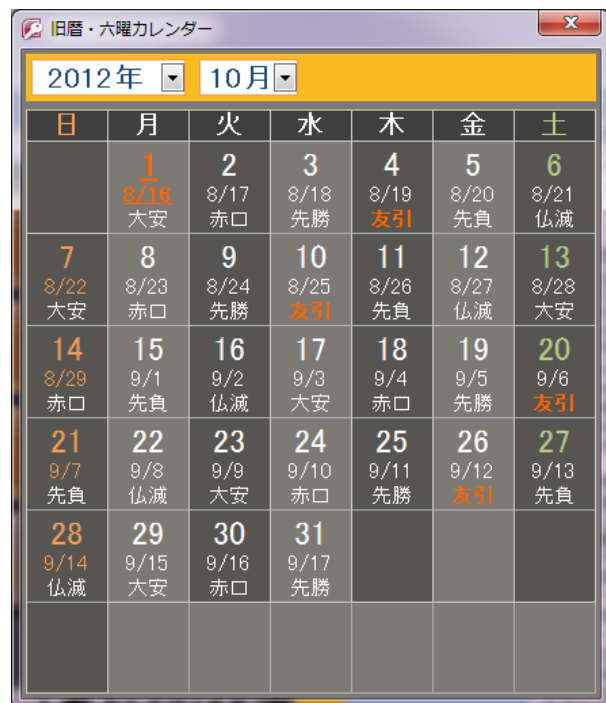 旧暦・六曜カレンダー
2012年 10月
日 月 火 水 木 金 土
1 2 3 4 5 6
8/16 8/17 8/18 8/19 8/20 8/21
大安 赤口 先勝 友引 先負 仏滅
7 8 9 10 11 12 13
8/22 8/23 8/24 8/25 8/26 8/27 8/28
大安 赤口 先勝 友引 先負 仏滅 大安
14 15 16 17 18 19 20
8/29 9/1 9/2 9/3 9/4 9/5 9/6
赤口 先負 仏滅 大安 赤口 先勝 友引
21 22 23 24 25 26 27
9/7 9/8 9/9 9/10 9/11 9/12 9/13
先負 仏滅 大安 赤口 先勝 友引 先負
28 29 30 31
9/14 9/15 9/16 9/17
仏滅 大安 赤口 先勝